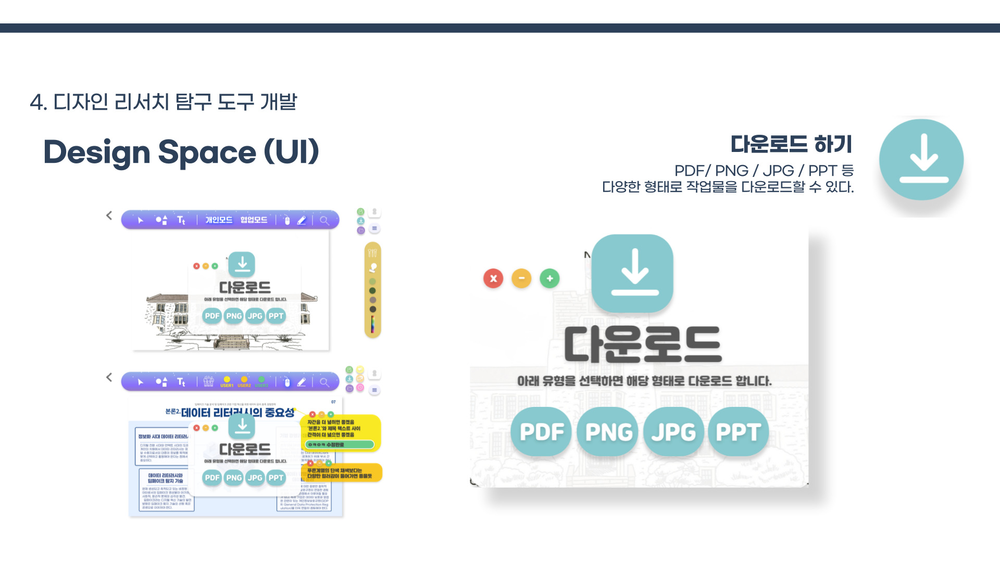 4. 디자인 리서치 탐구 도구 개발
Design Space (UI)
다운로드 하기
PDF/ PNG / JPG / PPT 등
다양한 형태로 작업물을 다운로드할 수 있다.
Tt
개인모드 협업모드
다운로드
아래 유형을 선택하면 해당 형태로 다운로드 합니다.
PDF PNG JPG PPT
Tt
USER1 USER2 USER3
07
본론2.데이터 리터러시의 중요성
정보화 시대 데이터 리터러
데이터 리터러시와
딥페이크 탐지 기술
다운로드
아래 유형을 선택하면 해당 형태로 다운로드 합니다.
PDF PNG JPG PPT
자간을 더 넓히면 좋겠음
'본론2.'와 제목 텍스트 사이
간격이 더 넓으면 좋겠음
ㅇㅋㅇㅋ 수정완료
푸른계열의 단색 채색보다는
다양한 컬러감이 들어가면 좋을듯
R: General Data Protection Reg
N
다운로드
아래 유형을 선택하면 해당 형태로 다운로드 합니다.
PDF PNG JPG PPT